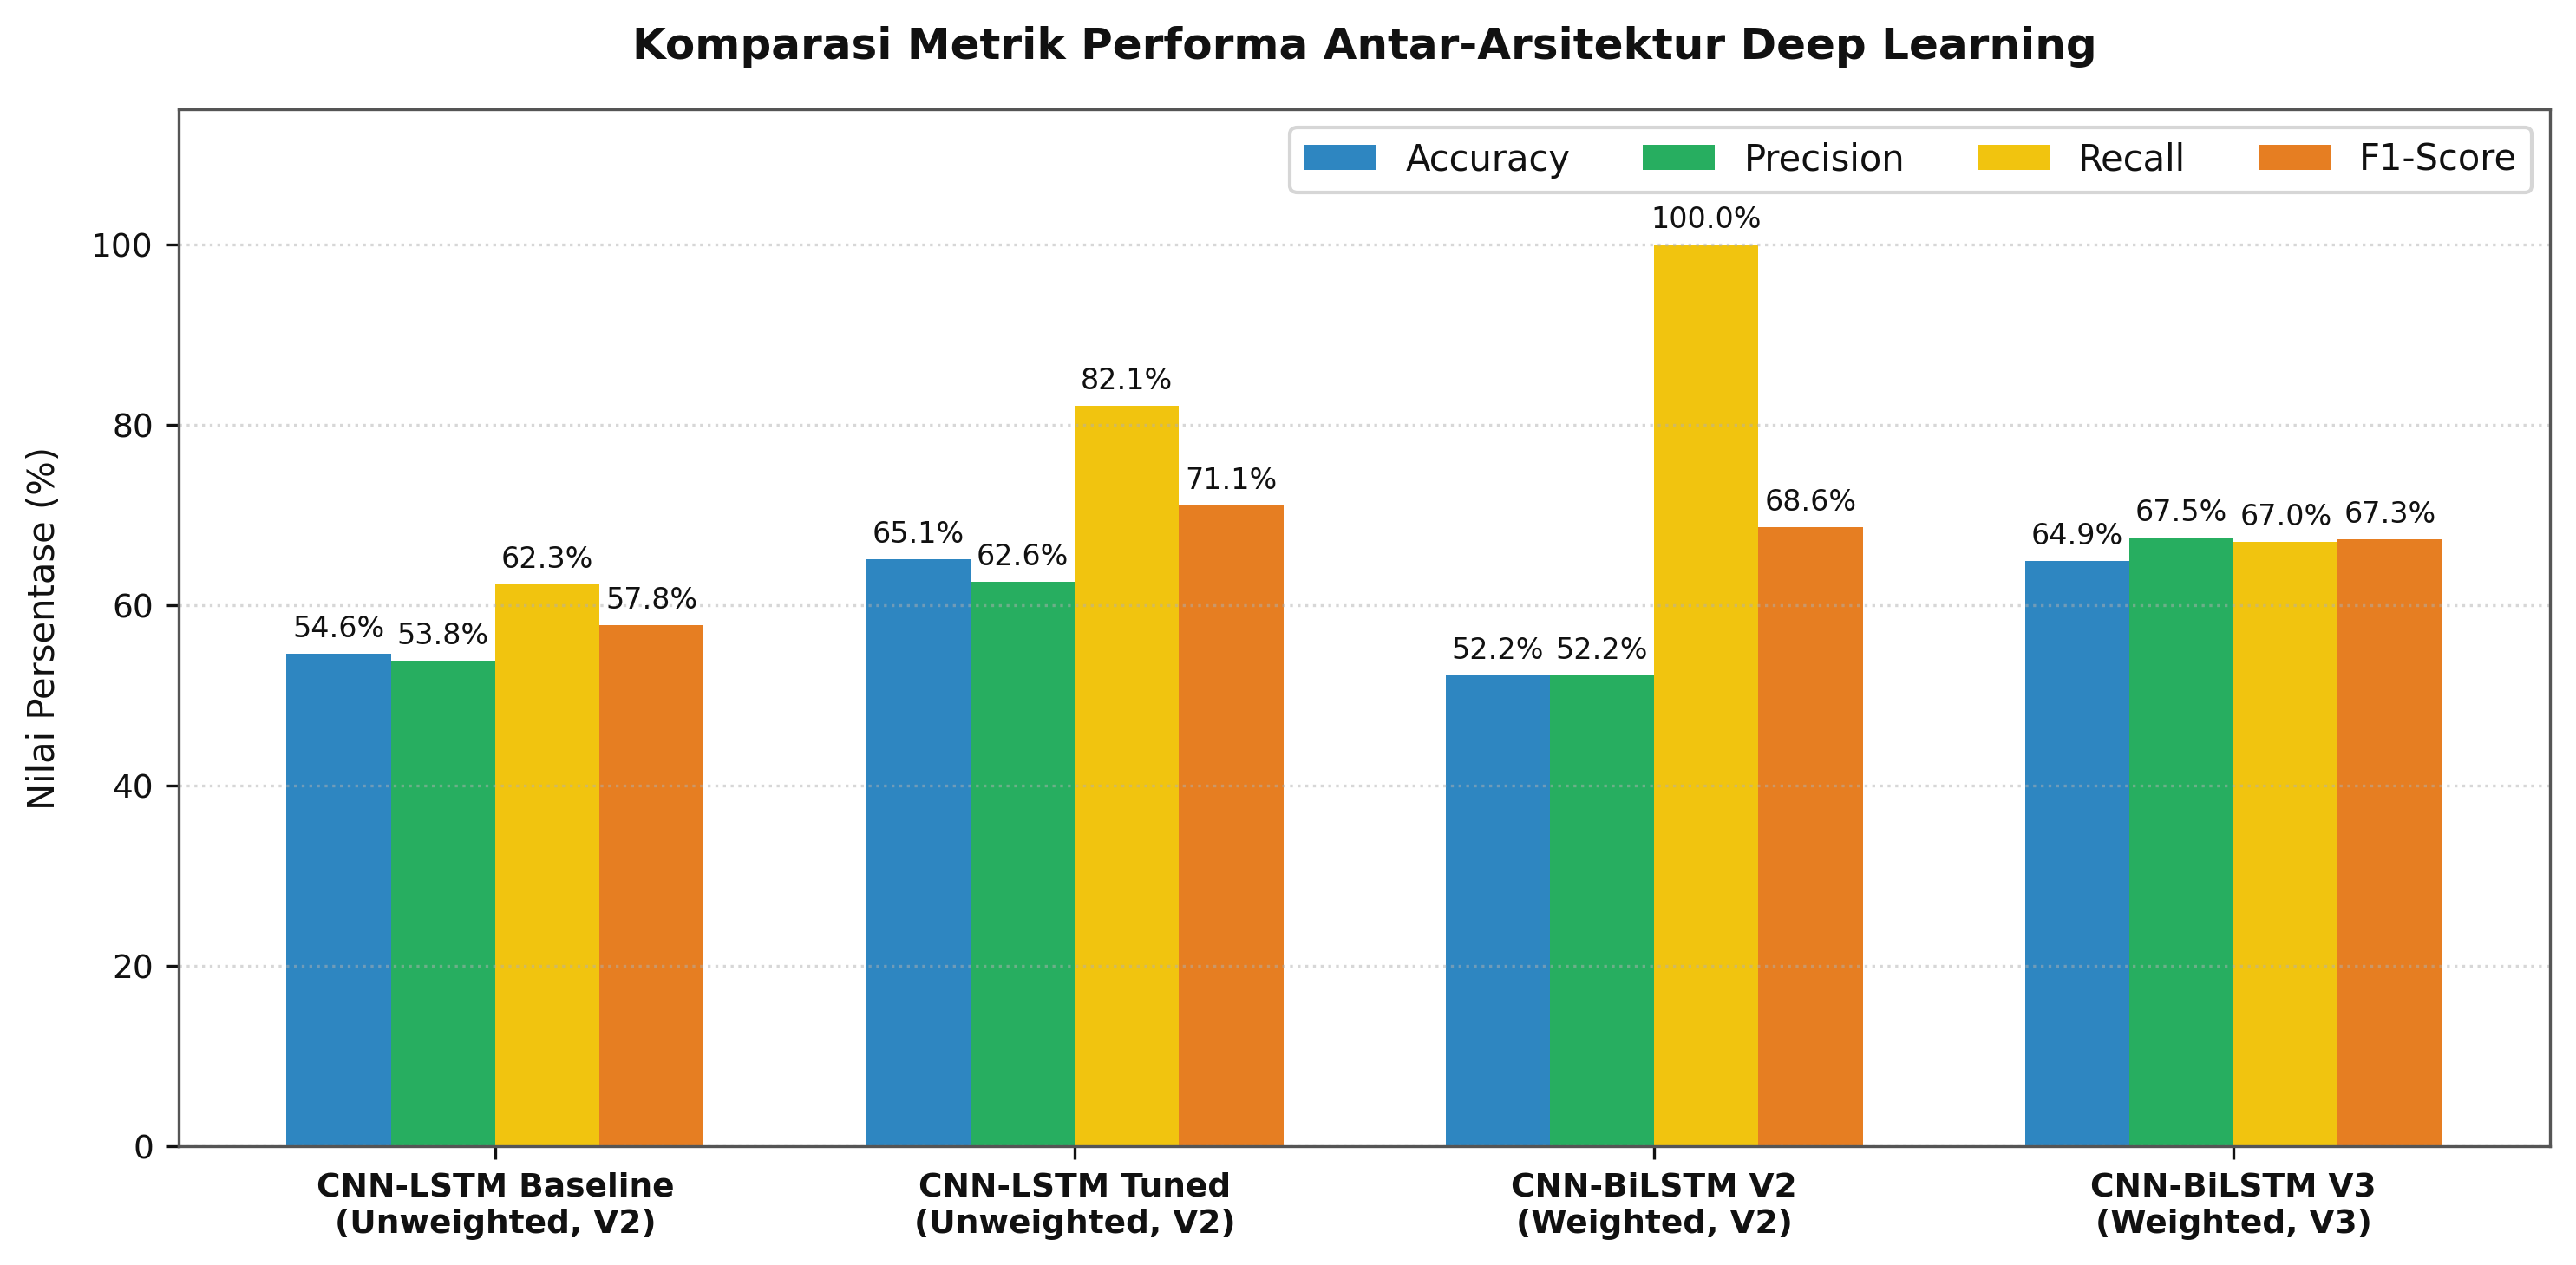 Komparasi Metrik Performa Antar-Arsitektur Deep Learning
Accuracy Precision Recall F1-Score
Nilai Persentase (%)
100
80
60
40
20
0
54.6% 53.8% 62.3% 57.8%
65.1% 62.6% 82.1% 71.1%
52.2% 52.2% 100.0% 68.6%
64.9% 67.5% 67.0% 67.3%
CNN-LSTM Baseline
(Unweighted, V2)
CNN-LSTM Tuned
(Unweighted, V2)
CNN-BiLSTM V2
(Weighted, V2)
CNN-BiLSTM V3
(Weighted, V3)